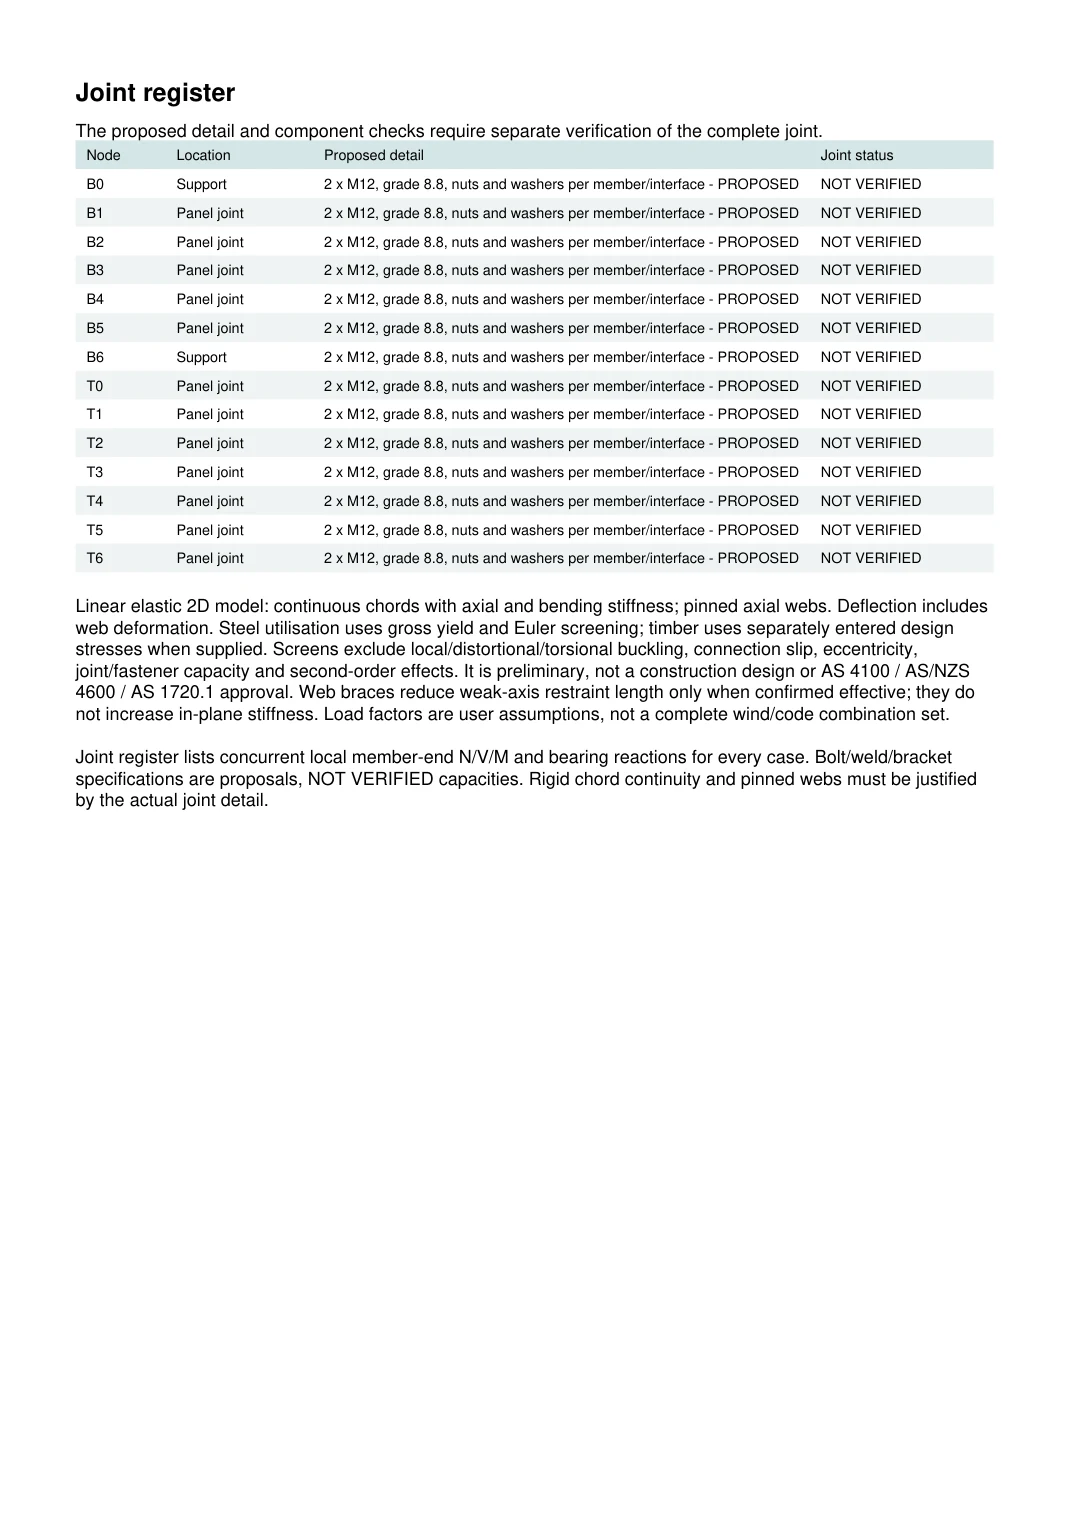 Joint register
The proposed detail and component checks require separate verification of the complete joint.
Node Location Proposed detail Joint status
B0 Support 2 x M12, grade 8.8, nuts and washers per member/interface - PROPOSED NOT VERIFIED
B1 Panel joint 2 x M12, grade 8.8, nuts and washers per member/interface - PROPOSED NOT VERIFIED
B2 Panel joint 2 x M12, grade 8.8, nuts and washers per member/interface - PROPOSED NOT VERIFIED
B3 Panel joint 2 x M12, grade 8.8, nuts and washers per member/interface - PROPOSED NOT VERIFIED
B4 Panel joint 2 x M12, grade 8.8, nuts and washers per member/interface - PROPOSED NOT VERIFIED
B5 Panel joint 2 x M12, grade 8.8, nuts and washers per member/interface - PROPOSED NOT VERIFIED
B6 Support 2 x M12, grade 8.8, nuts and washers per member/interface - PROPOSED NOT VERIFIED
T0 Panel joint 2 x M12, grade 8.8, nuts and washers per member/interface - PROPOSED NOT VERIFIED
T1 Panel joint 2 x M12, grade 8.8, nuts and washers per member/interface - PROPOSED NOT VERIFIED
T2 Panel joint 2 x M12, grade 8.8, nuts and washers per member/interface - PROPOSED NOT VERIFIED
T3 Panel joint 2 x M12, grade 8.8, nuts and washers per member/interface - PROPOSED NOT VERIFIED
T4 Panel joint 2 x M12, grade 8.8, nuts and washers per member/interface - PROPOSED NOT VERIFIED
T5 Panel joint 2 x M12, grade 8.8, nuts and washers per member/interface - PROPOSED NOT VERIFIED
T6 Panel joint 2 x M12, grade 8.8, nuts and washers per member/interface - PROPOSED NOT VERIFIED
Linear elastic 2D model: continuous chords with axial and bending stiffness; pinned axial webs. Deflection includes
web deformation. Steel utilisation uses gross yield and Euler screening; timber uses separately entered design
stresses when supplied. Screens exclude local/distortional/torsional buckling, connection slip, eccentricity,
joint/fastener capacity and second-order effects. It is preliminary, not a construction design or AS 4100 / AS/NZS
4600 / AS 1720.1 approval. Web braces reduce weak-axis restraint length only when confirmed effective; they do
not increase in-plane stiffness. Load factors are user assumptions, not a complete wind/code combination set.
Joint register lists concurrent local member-end N/V/M and bearing reactions for every case. Bolt/weld/bracket
specifications are proposals, NOT VERIFIED capacities. Rigid chord continuity and pinned webs must be justified
by the actual joint detail.